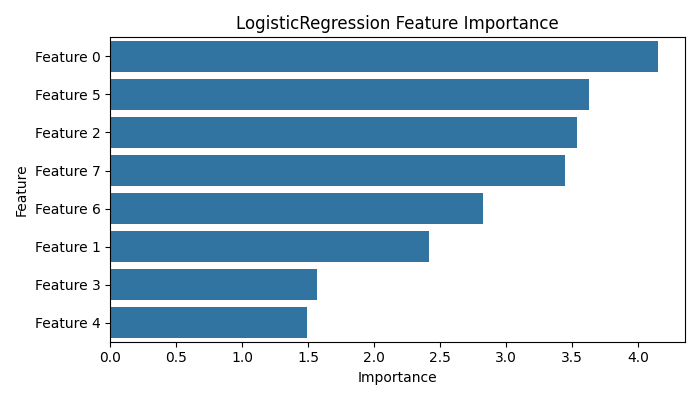 LogisticRegression Feature Importance
Feature 0
Feature 5
Feature 2
Feature 7
Feature 6
Feature 1
Feature 3
Feature 4
Feature
0.0 0.5 1.0 1.5 2.0 2.5 3.0 3.5 4.0
Importance